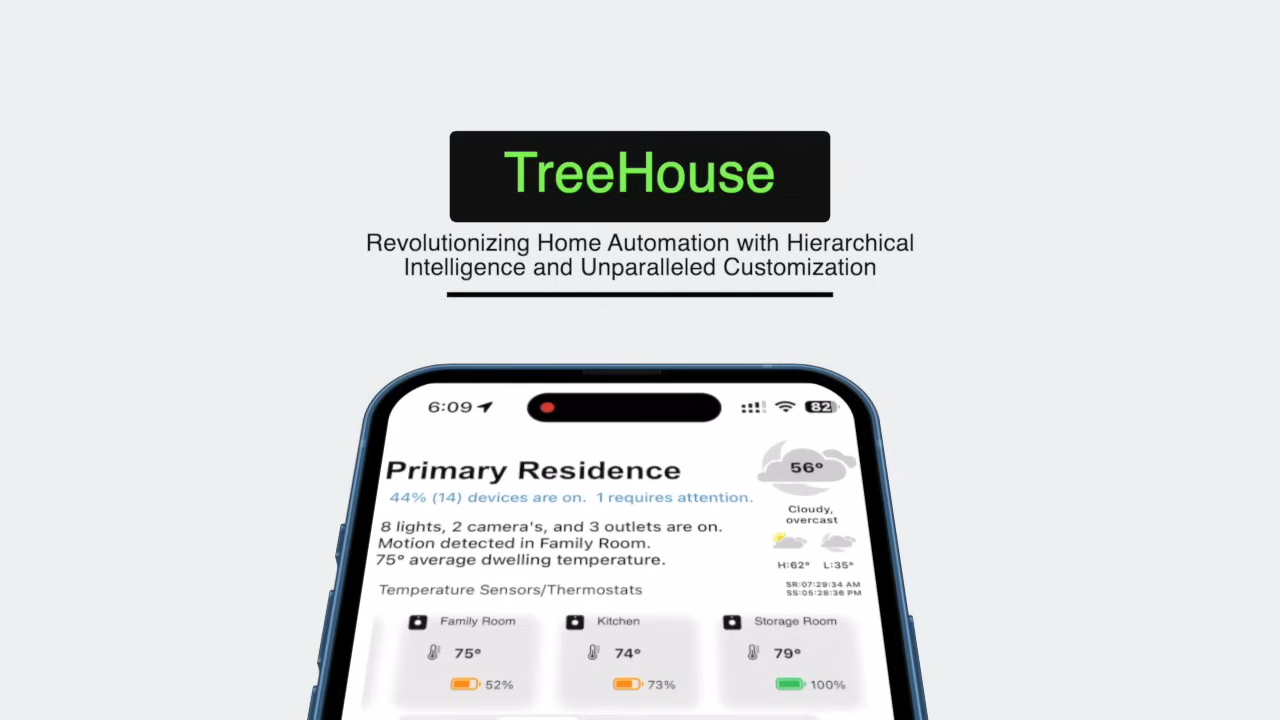 TreeHouse
Revolutionizing Home Automation with Hierarchical
Intelligence and Unparalleled Customization
6:09
82
Primary Residence
56°
44% (14) devices are on. 1 requires attention.
Cloudy,
overcast
8 lights, 2 camera's, and 3 outlets are on.
Motion detected in Family Room.
75° average dwelling temperature.
H:62° L:35°
SR:07:29:34 AM
SS:05:28:36 PM
Temperature Sensors/Thermostats
Family Room
Kitchen
Storage Room
75°
74°
79°
52%
73%
100%